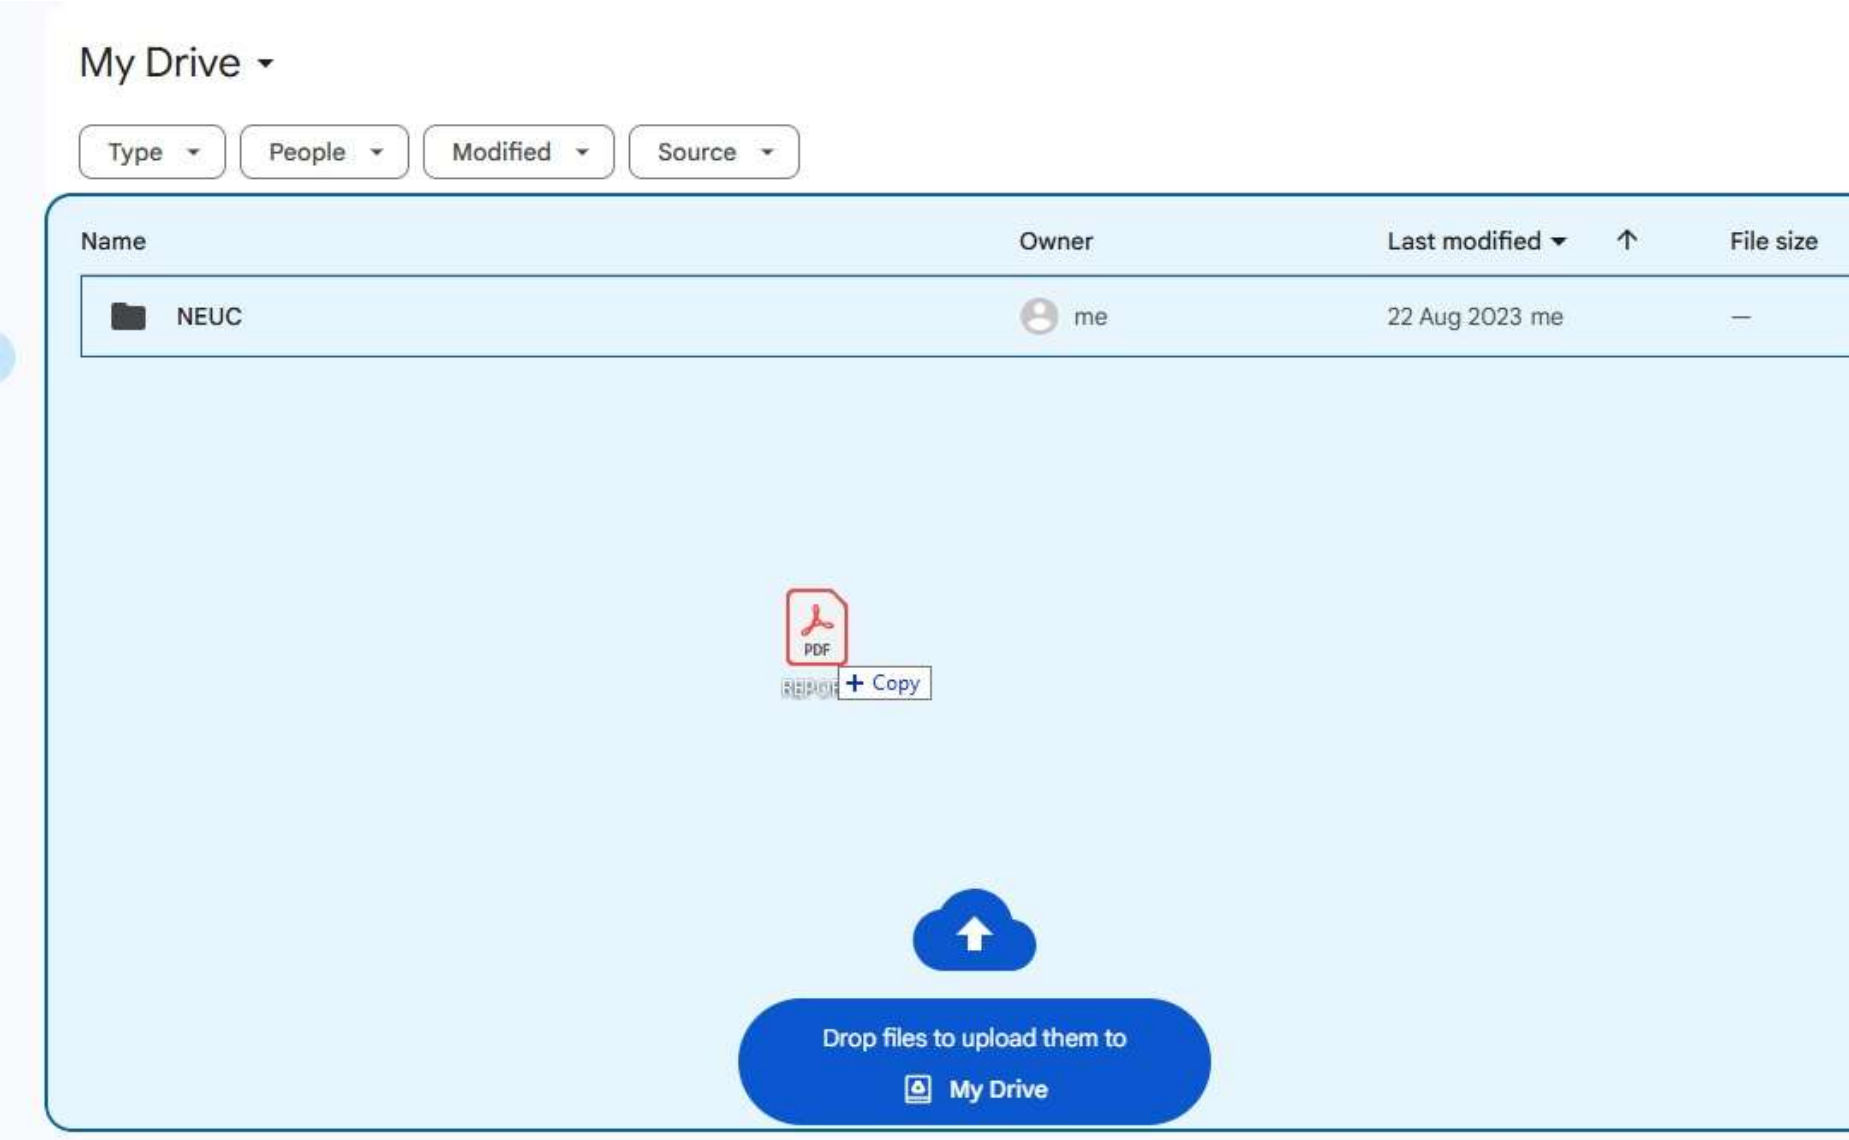 My Drive
Type People Modified Source
Name Owner Last modified File size
NEUC me 22 Aug 2023 me —
PDF
+ Copy
Drop files to upload them to
My Drive